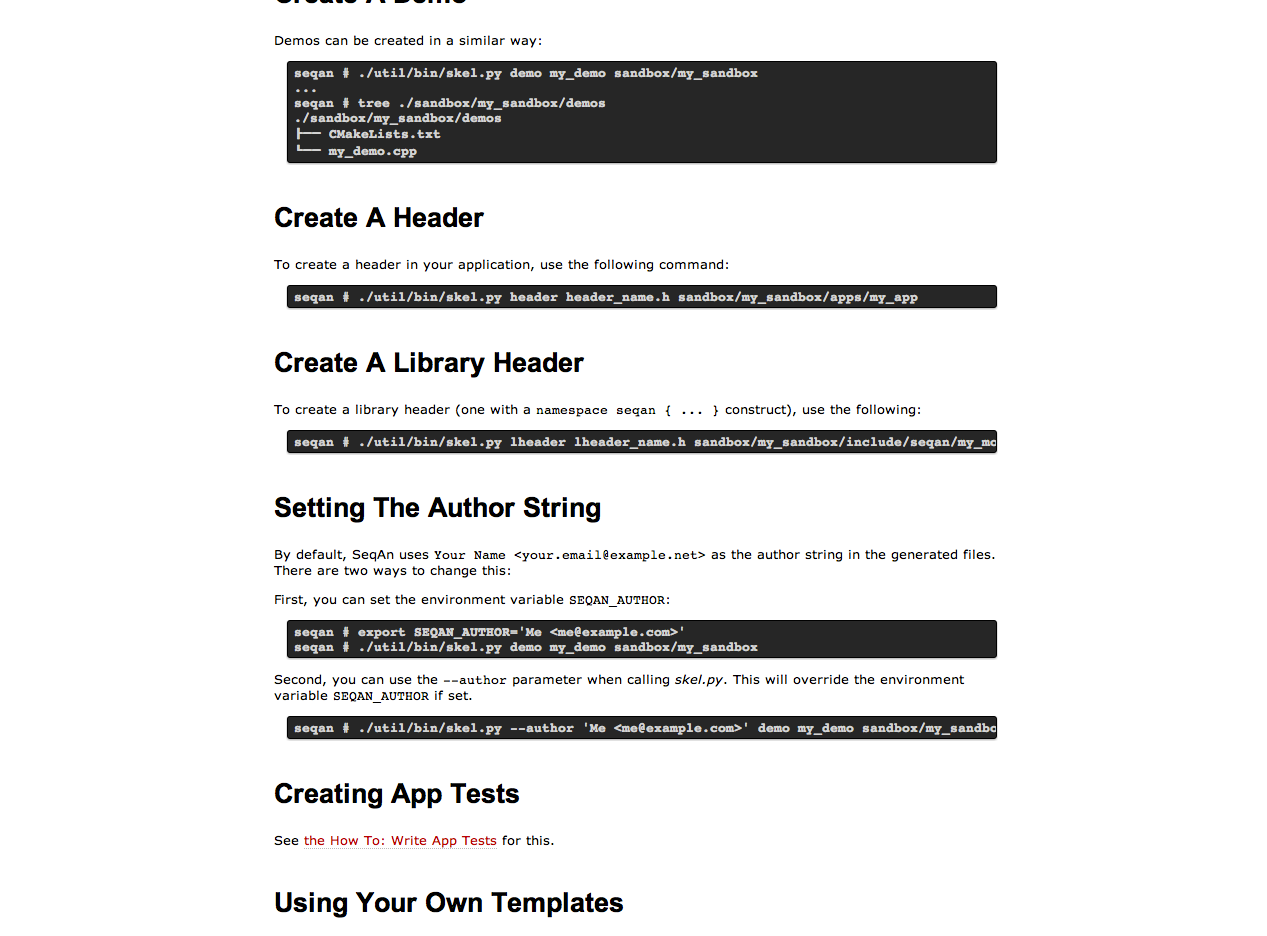 Create A Demo
Demos can be created in a similar way:
seqan # ./util/bin/skel.py demo my_demo sandbox/my_sandbox
...
seqan # tree ./sandbox/my_sandbox/demos
./sandbox/my_sandbox/demos
├── CMakeLists.txt
└── my_demo.cpp
Create A Header
To create a header in your application, use the following command:
seqan # ./util/bin/skel.py header header_name.h sandbox/my_sandbox/apps/my_app
Create A Library Header
To create a library header (one with a namespace seqan { ... } construct), use the following:
seqan # ./util/bin/skel.py lheader lheader_name.h sandbox/my_sandbox/include/seqan/my_mo
Setting The Author String
By default, SeqAn uses Your Name <your.email@example.net> as the author string in the generated files.
There are two ways to change this:
First, you can set the environment variable SEQAN_AUTHOR:
seqan # export SEQAN_AUTHOR='Me <me@example.com>'
seqan # ./util/bin/skel.py demo my_demo sandbox/my_sandbox
Second, you can use the --author parameter when calling skel.py. This will override the environment
variable SEQAN_AUTHOR if set.
seqan # ./util/bin/skel.py --author 'Me <me@example.com>' demo my_demo sandbox/my_sandbo
Creating App Tests
See the How To: Write App Tests for this.
Using Your Own Templates